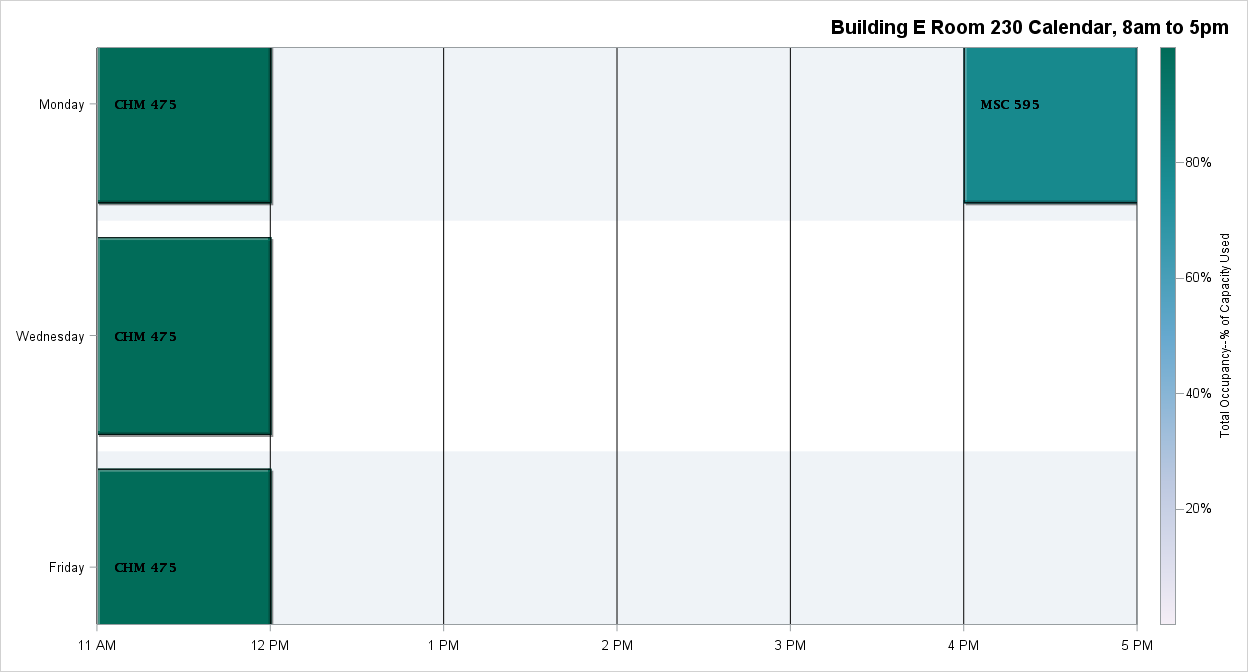 Building E Room 230 Calendar, 8am to 5pm
Monday
CHM 475
MSC 595
Wednesday
CHM 475
Friday
CHM 475
11 AM
12 PM
1 PM
2 PM
3 PM
4 PM
5 PM
80%
60%
40%
20%
Total Occupancy--% of Capacity Used